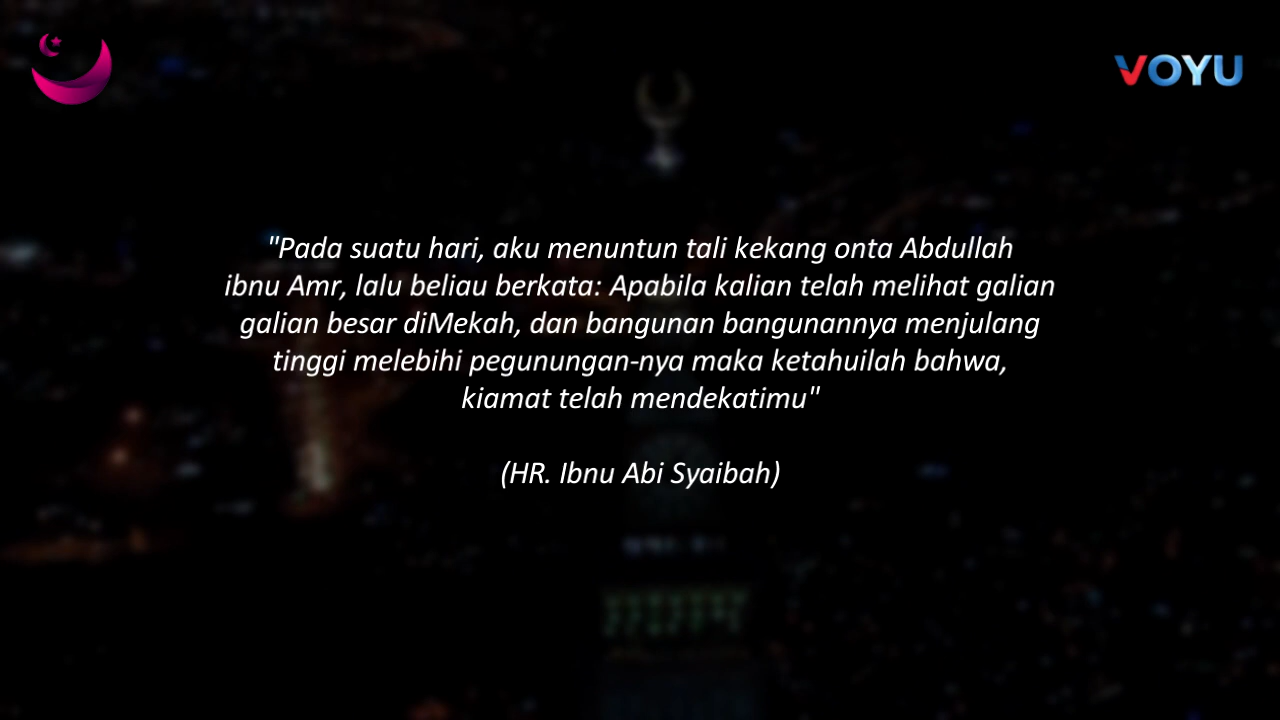 VOYU
"Pada suatu hari, aku menuntun tali kekang onta Abdullah
ibnu Amr, lalu beliau berkata: Apabila kalian telah melihat galian
galian besar diMekah, dan bangunan bangunannya menjulang
tinggi melebihi pegunungan-nya maka ketahuilah bahwa,
kiamat telah mendekatimu"
(HR. Ibnu Abi Syaibah)